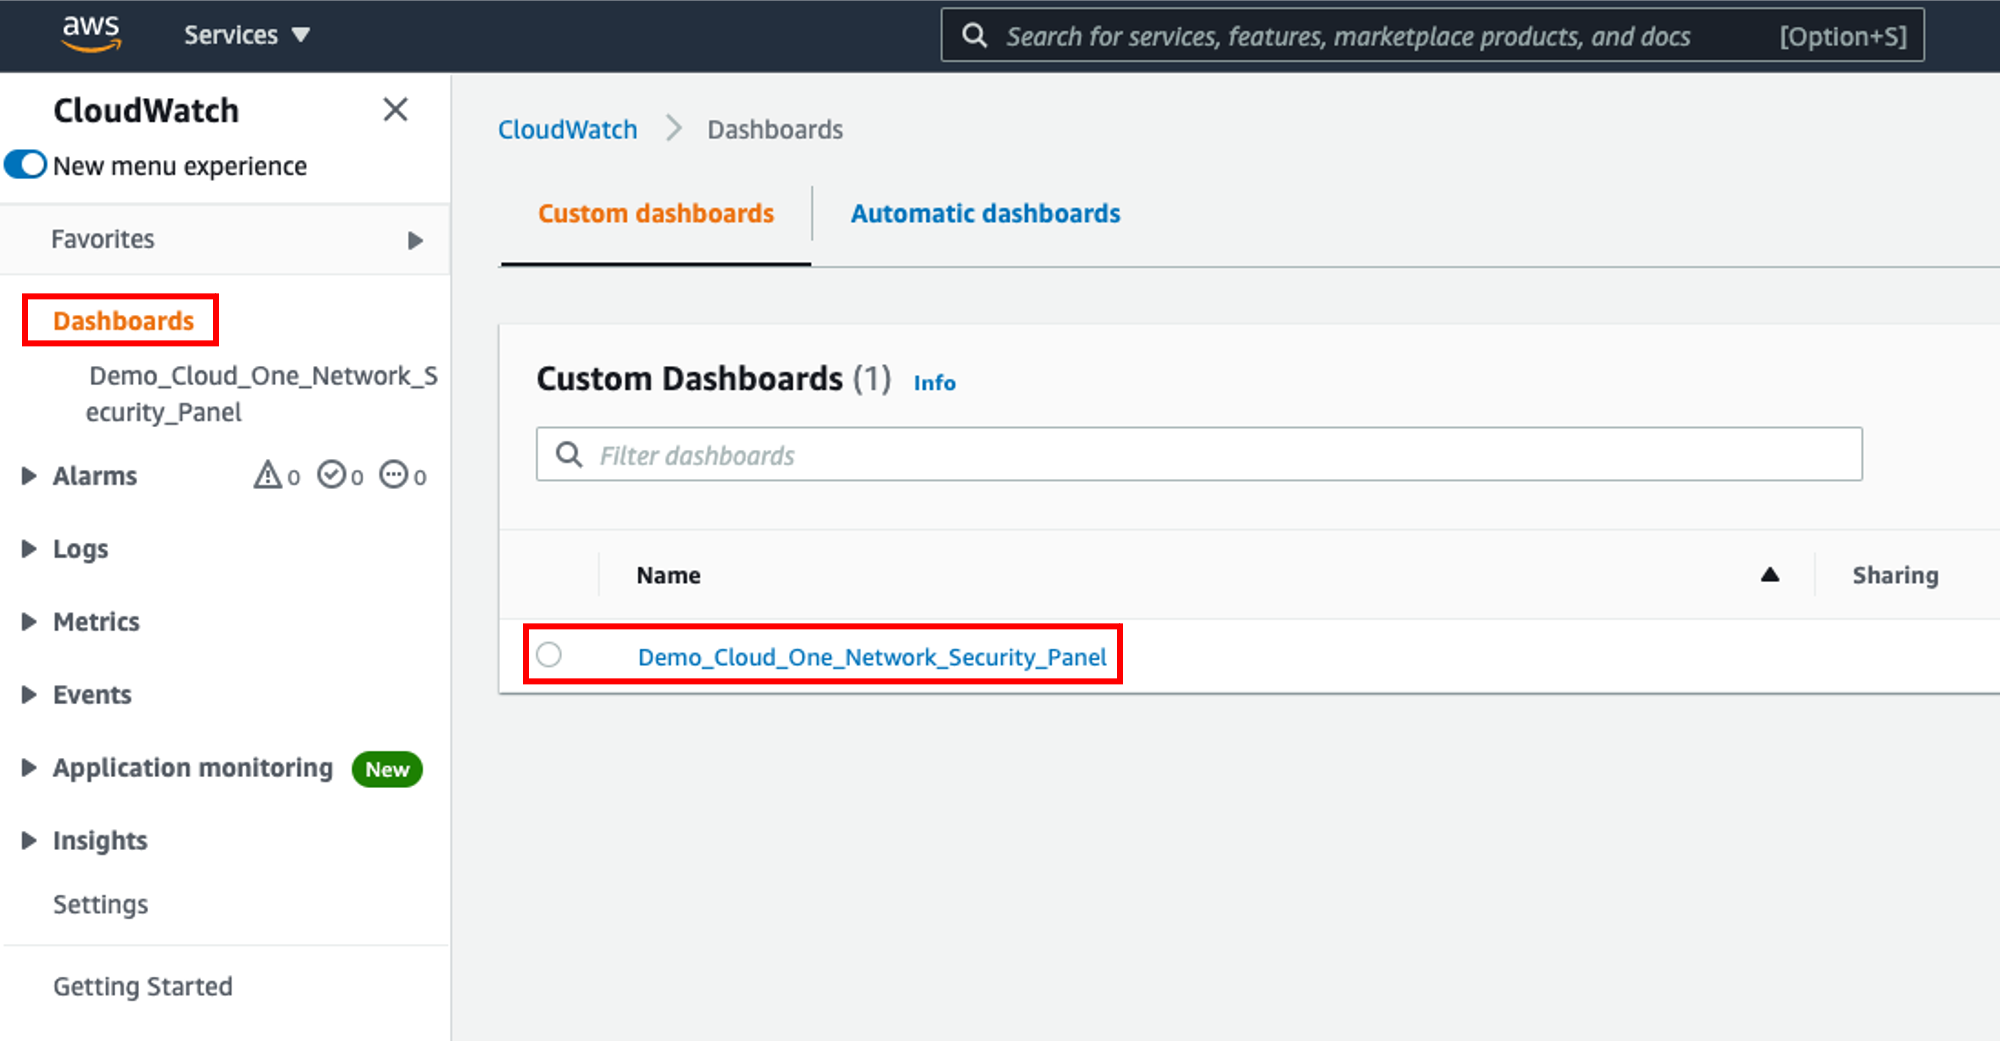 aws
Services
Search for services, features, marketplace products, and docs
[Option+S]
CloudWatch
New menu experience
Favorites
Dashboards
Demo_Cloud_One_Network_S
ecurity_Panel
Alarms 0 0 0
Logs
Metrics
Events
Application monitoring New
Insights
Settings
Getting Started
CloudWatch Dashboards
Custom dashboards
Automatic dashboards
Custom Dashboards (1) Info
Filter dashboards
Name
Sharing
Demo_Cloud_One_Network_Security_Panel